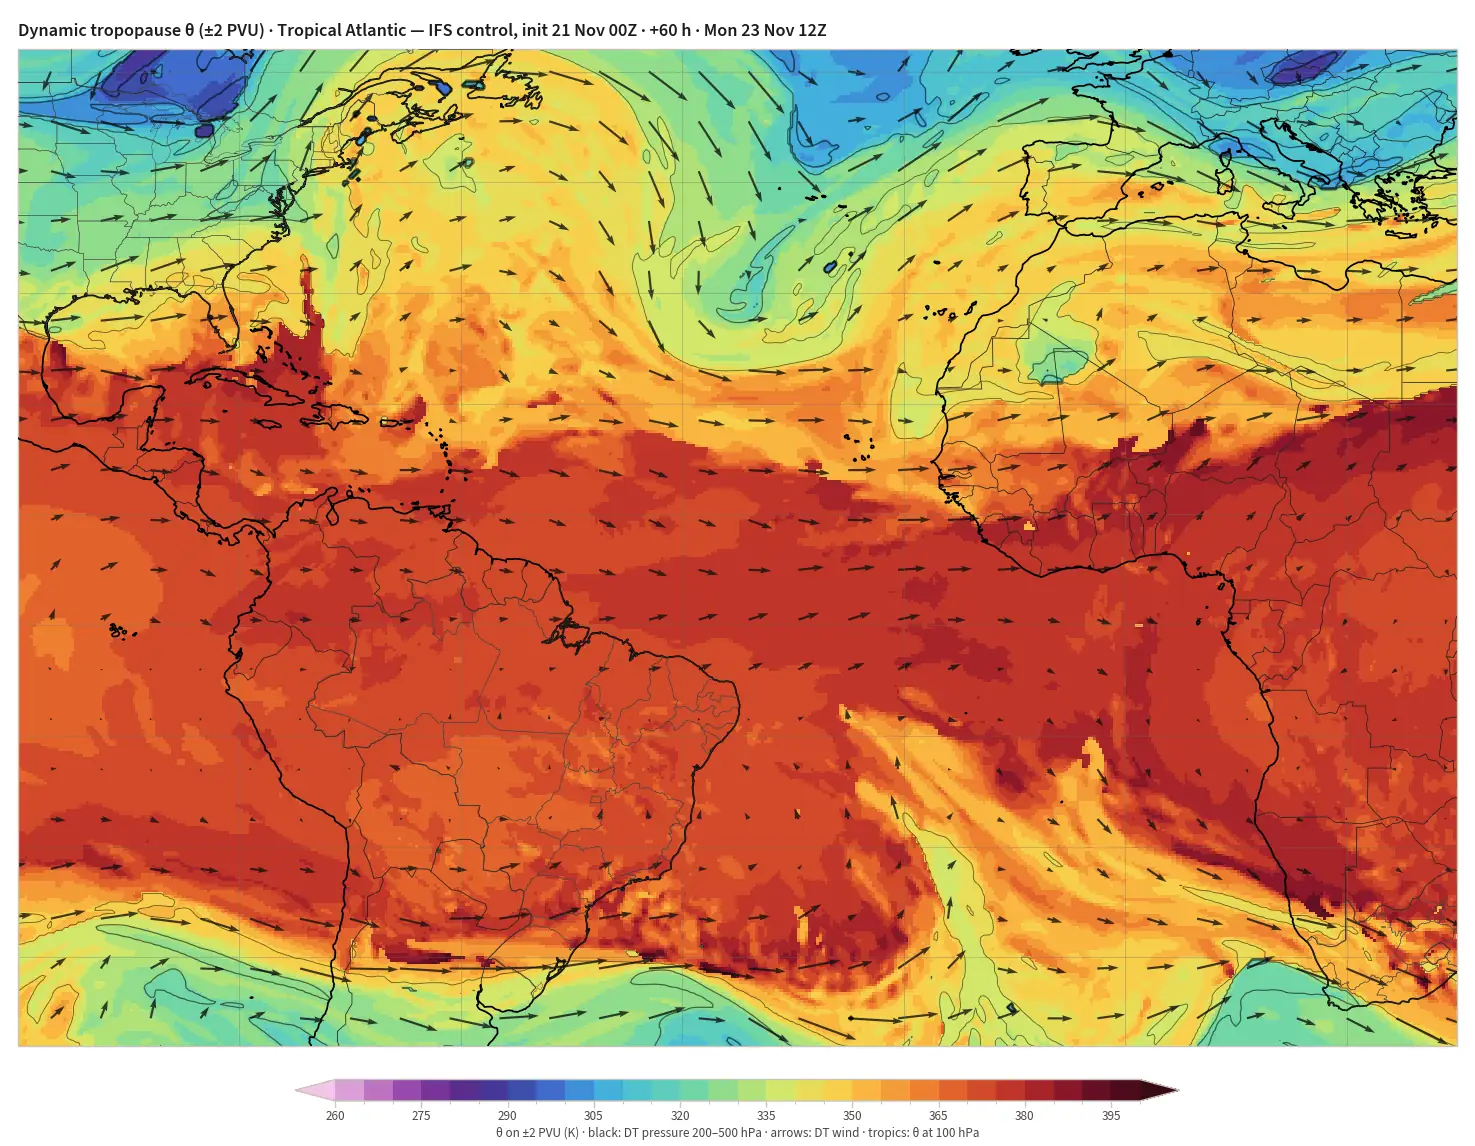 Dynamic tropopause θ (±2 PVU) · Tropical Atlantic — IFS control, init 21 Nov 00Z · +60 h · Mon 23 Nov 12Z
260 275 290 305 320 335 350 365 380 395
θ on ±2 PVU (K) · black: DT pressure 200–500 hPa · arrows: DT wind · tropics: θ at 100 hPa